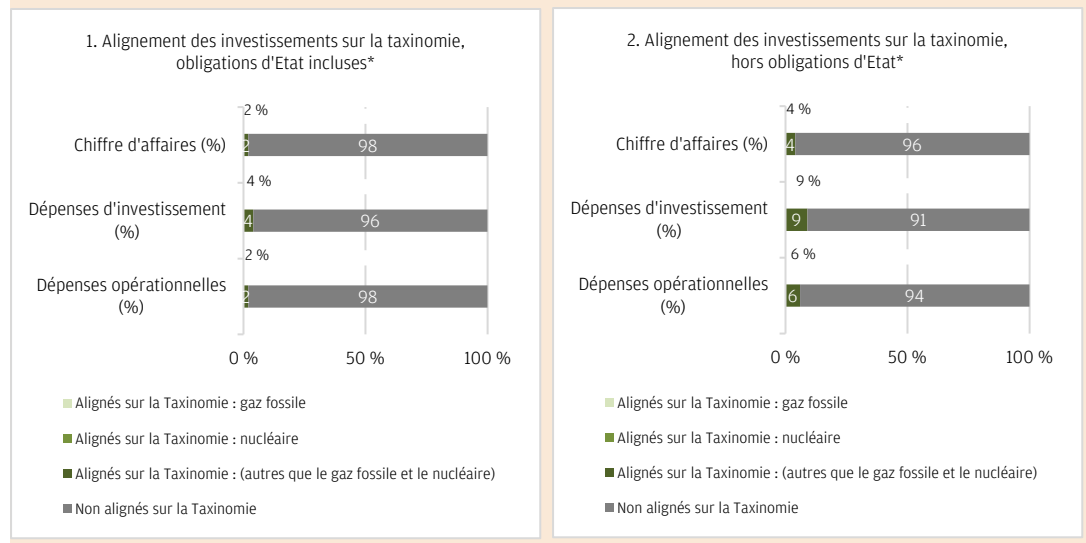 1. Alignement des investissements sur la taxinomie,
obligations d'Etat incluses*
2 %
Chiffre d'affaires (%)
2
98
4 %
Dépenses d'investissement
(%)
4
96
2 %
Dépenses opérationnelles
(%)
2
98
0 %
50 %
100 %
Alignés sur la Taxinomie : gaz fossile
Alignés sur la Taxinomie : nucléaire
Alignés sur la Taxinomie : (autres que le gaz fossile et le nucléaire)
Non alignés sur la Taxinomie
2. Alignement des investissements sur la taxinomie,
hors obligations d'Etat*
4 %
Chiffre d'affaires (%)
4
96
9 %
Dépenses d'investissement
(%)
9
91
6 %
Dépenses opérationnelles
(%)
6
94
0 %
50 %
100 %
Alignés sur la Taxinomie : gaz fossile
Alignés sur la Taxinomie : nucléaire
Alignés sur la Taxinomie : (autres que le gaz fossile et le nucléaire)
Non alignés sur la Taxinomie